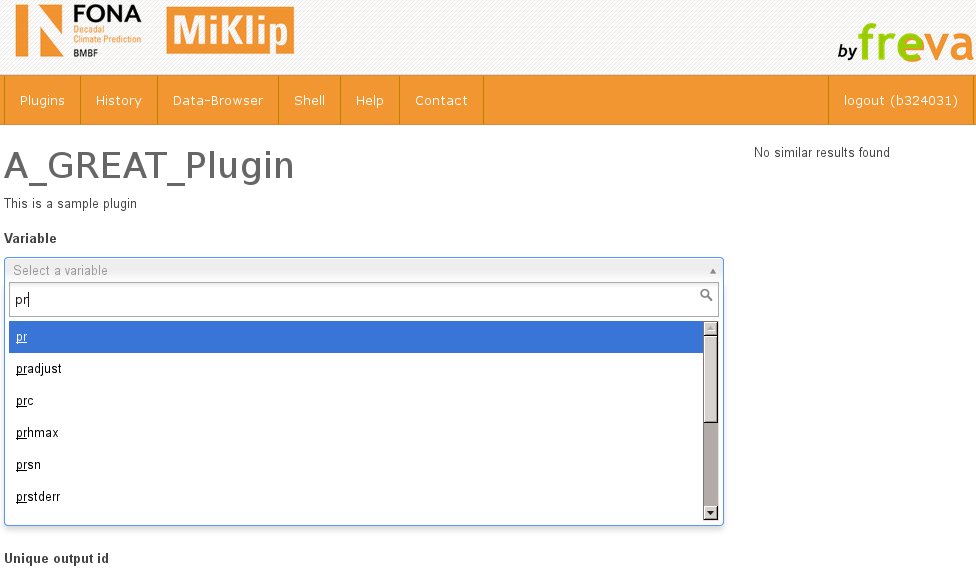 FONA
Decadal
Climate Prediction
BMBF
MiKlip
by freva
Plugins History Data-Browser Shell Help Contact logout (b324031)
A_GREAT_Plugin
No similar results found
This is a sample plugin
Variable
Select a variable
pr
pr
pradjust
prc
prhmax
prsn
prstderr
Unique output id